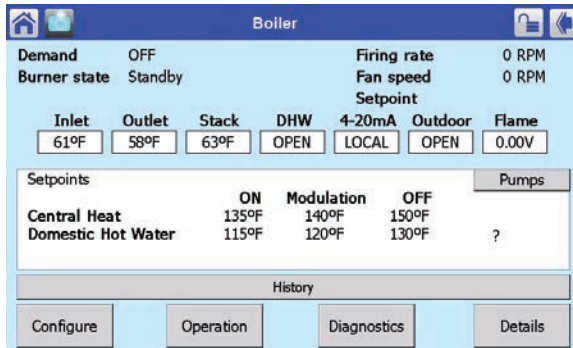 Boiler
Demand OFF Firing rate 0 RPM
Burner state Standby Fan speed 0 RPM
Setpoint
Inlet Outlet Stack DHW 4-20mA Outdoor Flame
61ºF 58ºF 63ºF OPEN LOCAL OPEN 0.00V
Setpoints Pumps
ON Modulation OFF
Central Heat 135ºF 140ºF 150ºF
Domestic Hot Water 115ºF 120ºF 130ºF ?
History
Configure Operation Diagnostics Details